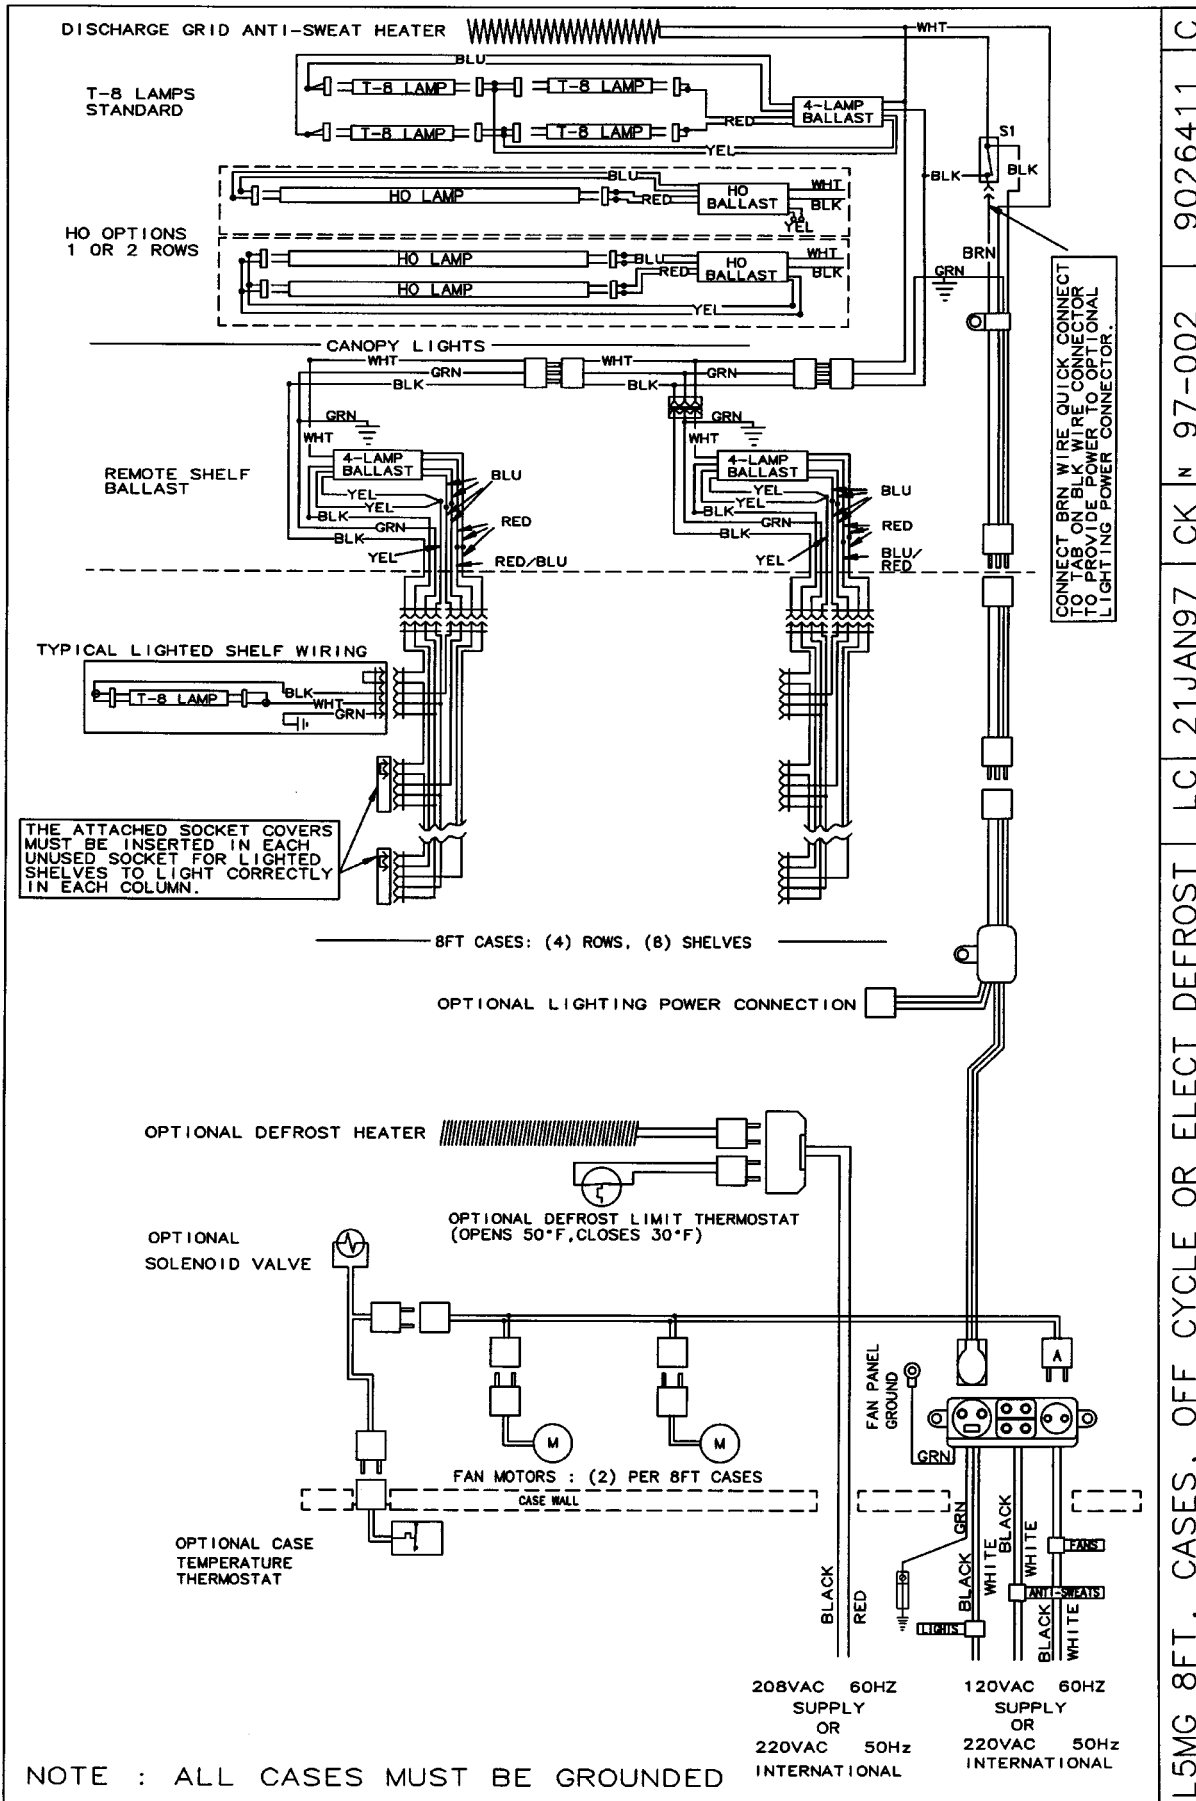 DISCHARGE GRID ANTI-SWEAT HEATER
WHT
BLU
T-8 LAMPS
STANDARD
T-8 LAMP
T-8 LAMP
4-LAMP
BALLAST
RED
T-8 LAMP
T-8 LAMP
YEL
S1
BLK
BLK
BLU
HO LAMP
RED
HO
BALLAST
WHT
BLK
YEL
HO OPTIONS
1 OR 2 ROWS
HO LAMP
BLU
RED
HO
BALLAST
WHT
BLK
HO LAMP
YEL
BRN
GRN
CONNECT BRN WIRE QUICK CONNECT
TO TAB ON BLK WIRE CONNECTOR
TO PROVIDE POWER TO OPTIONAL
LIGHTING POWER CONNECTOR.
CANOPY LIGHTS
WHT
WHT
GRN
GRN
BLK
BLK
GRN
GRN
WHT
WHT
REMOTE SHELF
BALLAST
4-LAMP
BALLAST
4-LAMP
BALLAST
YEL
YEL
BLK
GRN
BLK
YEL
BLU
RED
RED/BLU
YEL
YEL
BLK
GRN
BLK
YEL
BLU
RED
BLU/
RED
TYPICAL LIGHTED SHELF WIRING
T-8 LAMP
BLK
WHT
GRN
THE ATTACHED SOCKET COVERS
MUST BE INSERTED IN EACH
UNUSED SOCKET FOR LIGHTED
SHELVES TO LIGHT CORRECTLY
IN EACH COLUMN.
8FT CASES: (4) ROWS, (8) SHELVES
OPTIONAL LIGHTING POWER CONNECTION
OPTIONAL DEFROST HEATER
OPTIONAL DEFROST LIMIT THERMOSTAT
(OPENS 50°F,CLOSES 30°F)
OPTIONAL
SOLENOID VALVE
A
FAN PANEL
GROUND
GRN
M
M
FAN MOTORS : (2) PER 8FT CASES
CASE WALL
OPTIONAL CASE
TEMPERATURE
THERMOSTAT
BLACK
RED
GRN
BLACK
WHITE
BLACK
WHITE
BLACK
WHITE
FANS
ANTI-SWEATS
LIGHTS
208VAC 60HZ
SUPPLY
OR
220VAC 50Hz
INTERNATIONAL
120VAC 60HZ
SUPPLY
OR
220VAC 50Hz
INTERNATIONAL
NOTE : ALL CASES MUST BE GROUNDED
L5MG 8FT. CASES, OFF CYCLE OR ELECT DEFROST LC 21JAN97 CK N 97-002 9026411 C